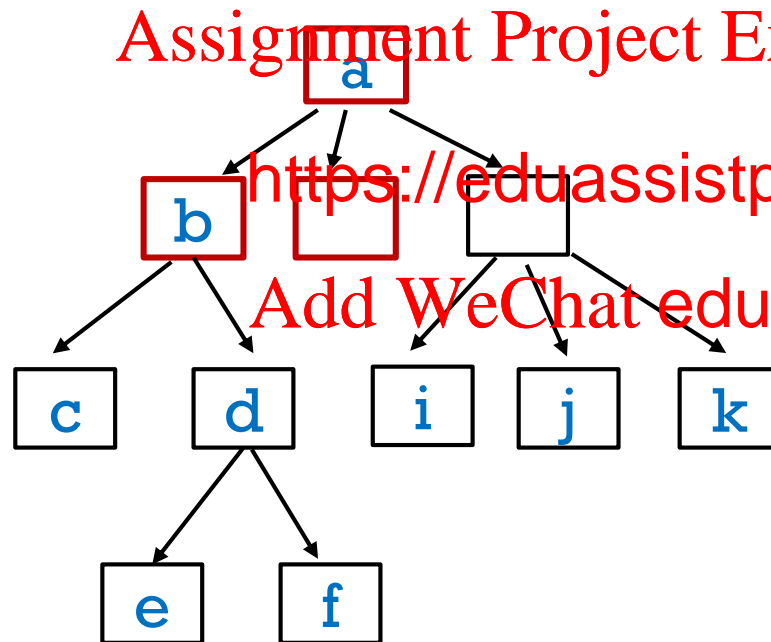 Assignment Project Ex
a
https://eduassistp
b
Add WeChat edu
c d i j k
e f